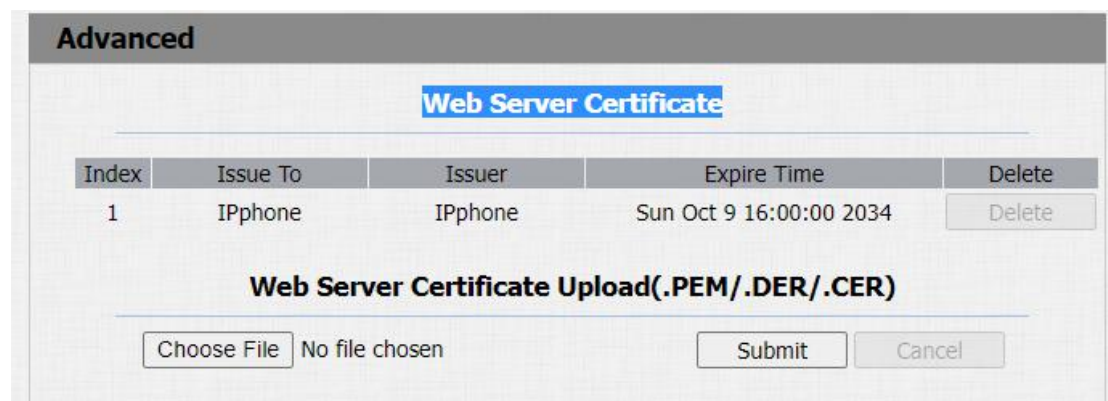 Advanced
Web Server Certificate
Index Issue To Issuer Expire Time Delete
1 IPphone IPphone Sun Oct 9 16:00:00 2034 Delete
Web Server Certificate Upload(.PEM/.DER/.CER)
Choose File No file chosen Submit Cancel